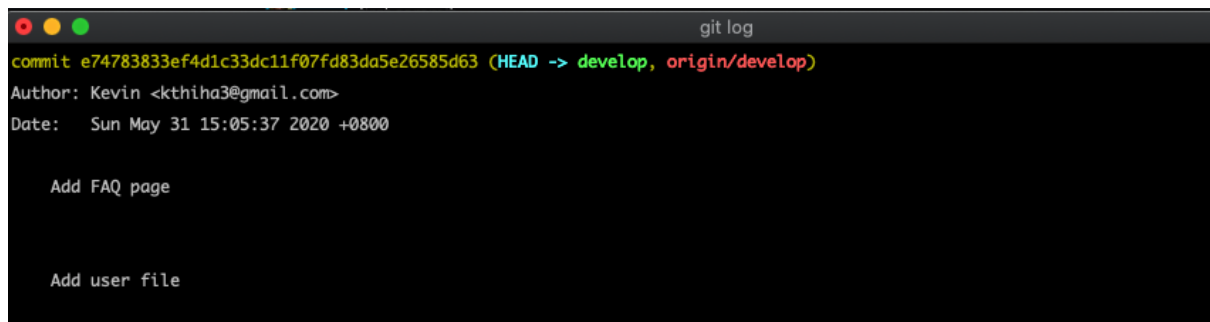 git log
commit e74783833ef4d1c33dc11f07fd83da5e26585d63 (HEAD -> develop, origin/develop)
Author: Kevin <kthiha3@gmail.com>
Date:   Sun May 31 15:05:37 2020 +0800
Add FAQ page
Add user file